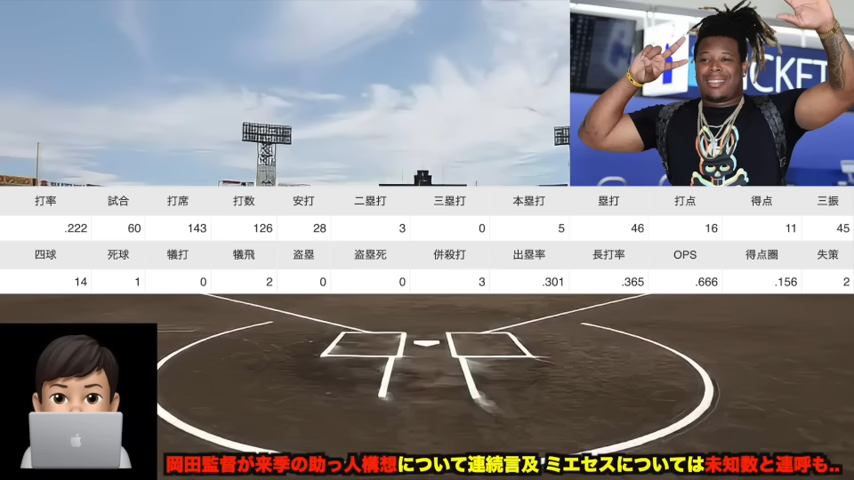 ICKET
打率 試合 打席 打数 安打 二塁打 三塁打 本塁打 塁打 打点 得点 三振
.222 60 143 126 28 3 0 5 46 16 11 45
四球 死球 犠打 犠飛 盗塁 盗塁死 併殺打 出塁率 長打率 OPS 得点圏 失策
14 1 0 2 0 0 3 .301 .365 .666 .156 2
岡田監督が来季の助っ人構想について連続言及 ミエセスについては未知数と連呼も..